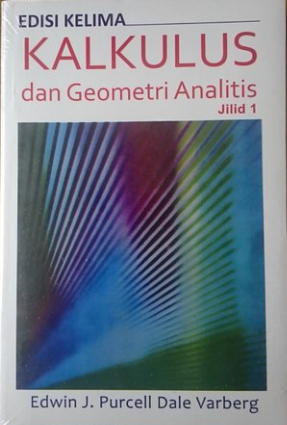 EDISI KELIMA
KALKULUS
dan Geometri Analitis
Jilid 1
Edwin J. Purcell Dale Varberg